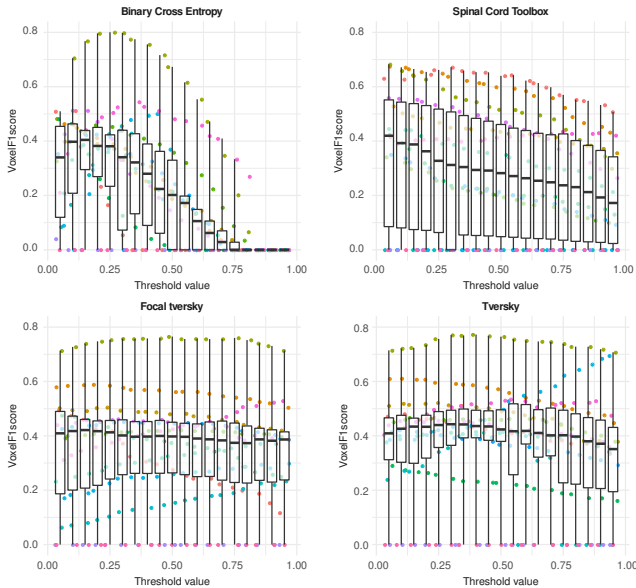 Binary Cross Entropy
VoxelF1score
0.8
0.6
0.4
0.2
0.0
0.00 0.25 0.50 0.75 1.00
Threshold value
Spinal Cord Toolbox
VoxelF1score
0.8
0.6
0.4
0.2
0.0
0.00 0.25 0.50 0.75 1.00
Threshold value
Focal tversky
VoxelF1score
0.8
0.6
0.4
0.2
0.0
0.00 0.25 0.50 0.75 1.00
Threshold value
Tversky
VoxelF1score
0.8
0.6
0.4
0.2
0.0
0.00 0.25 0.50 0.75 1.00
Threshold value